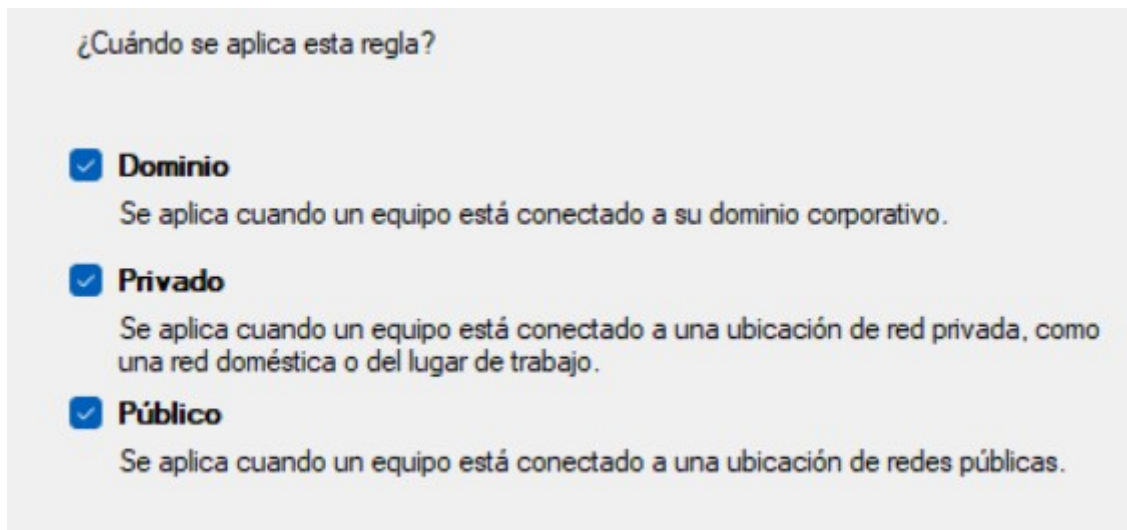 ¿Cuándo se aplica esta regla?
Dominio
Se aplica cuando un equipo está conectado a su dominio corporativo.
Privado
Se aplica cuando un equipo está conectado a una ubicación de red privada, como
una red doméstica o del lugar de trabajo.
Público
Se aplica cuando un equipo está conectado a una ubicación de redes públicas.